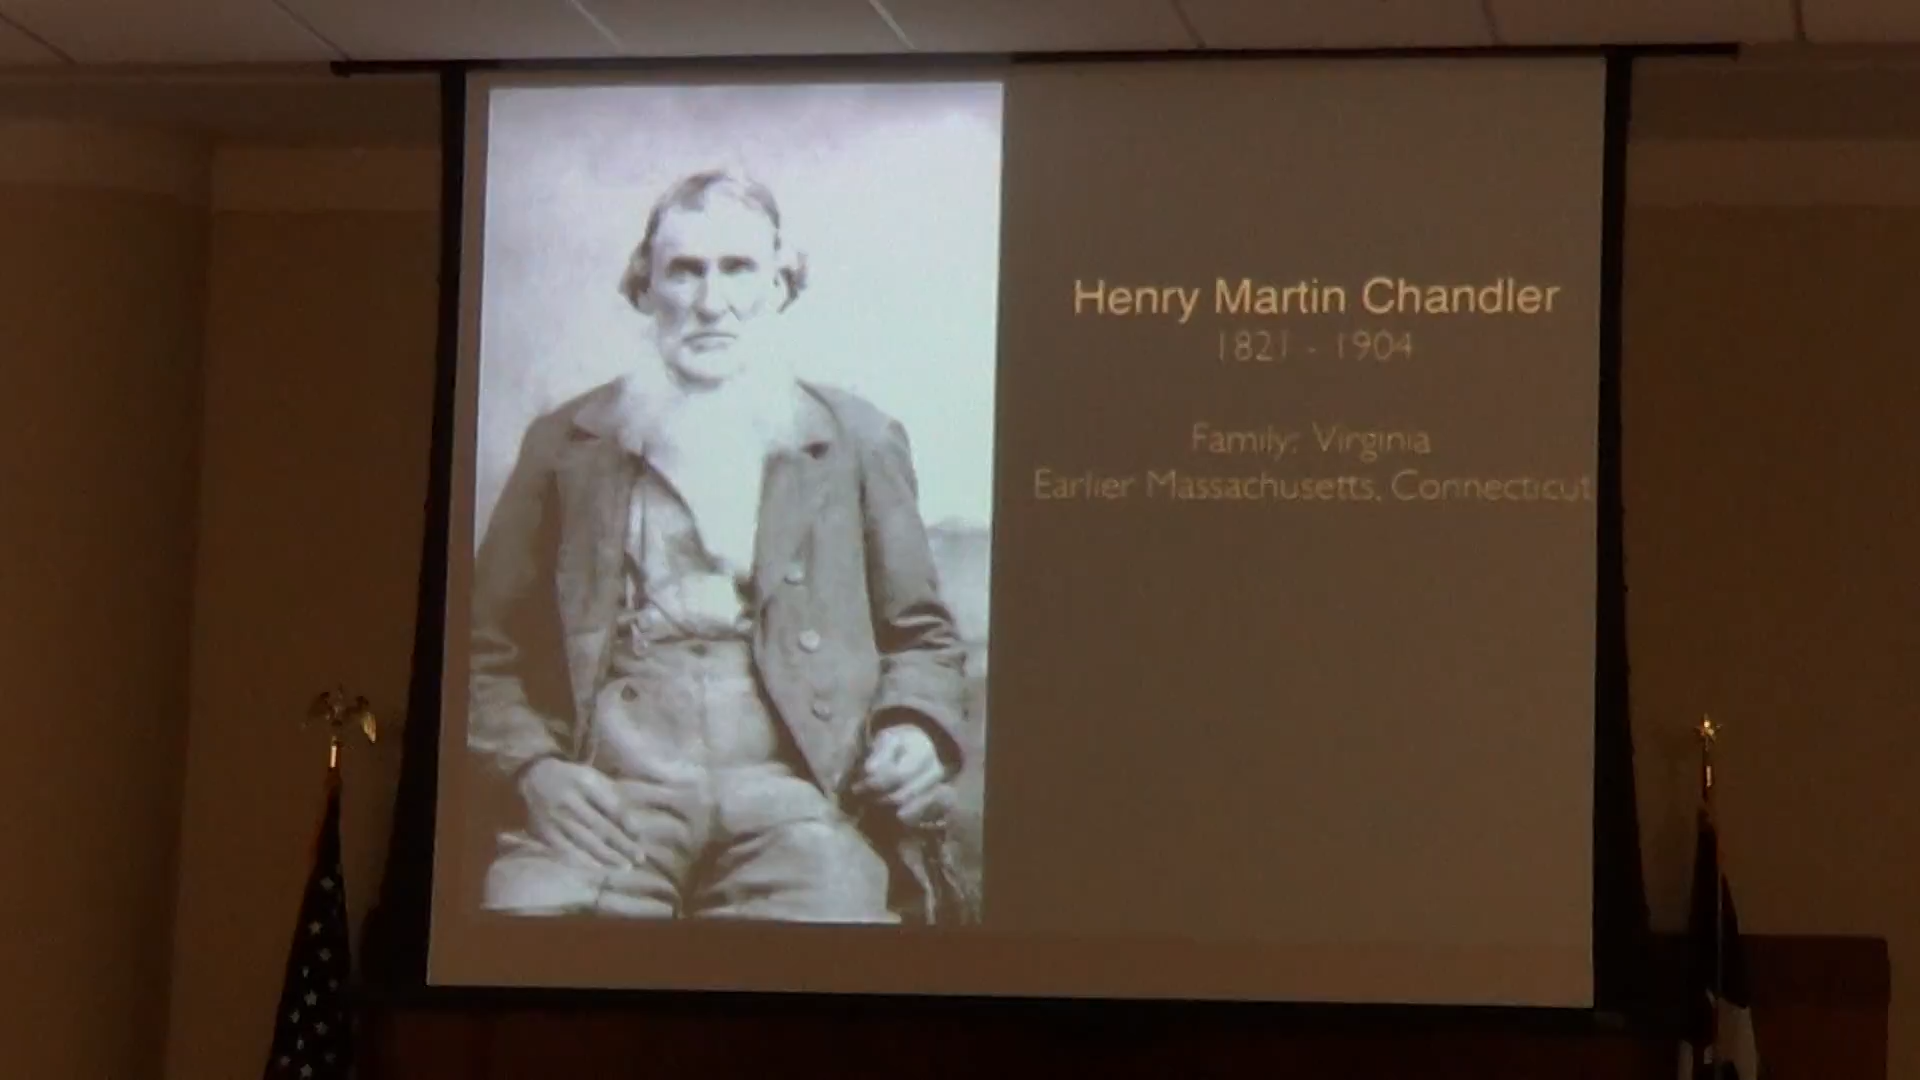 Henry Martin Chandler
1821 - 1904
Family: Virginia
Earlier Massachusetts, Connecticut